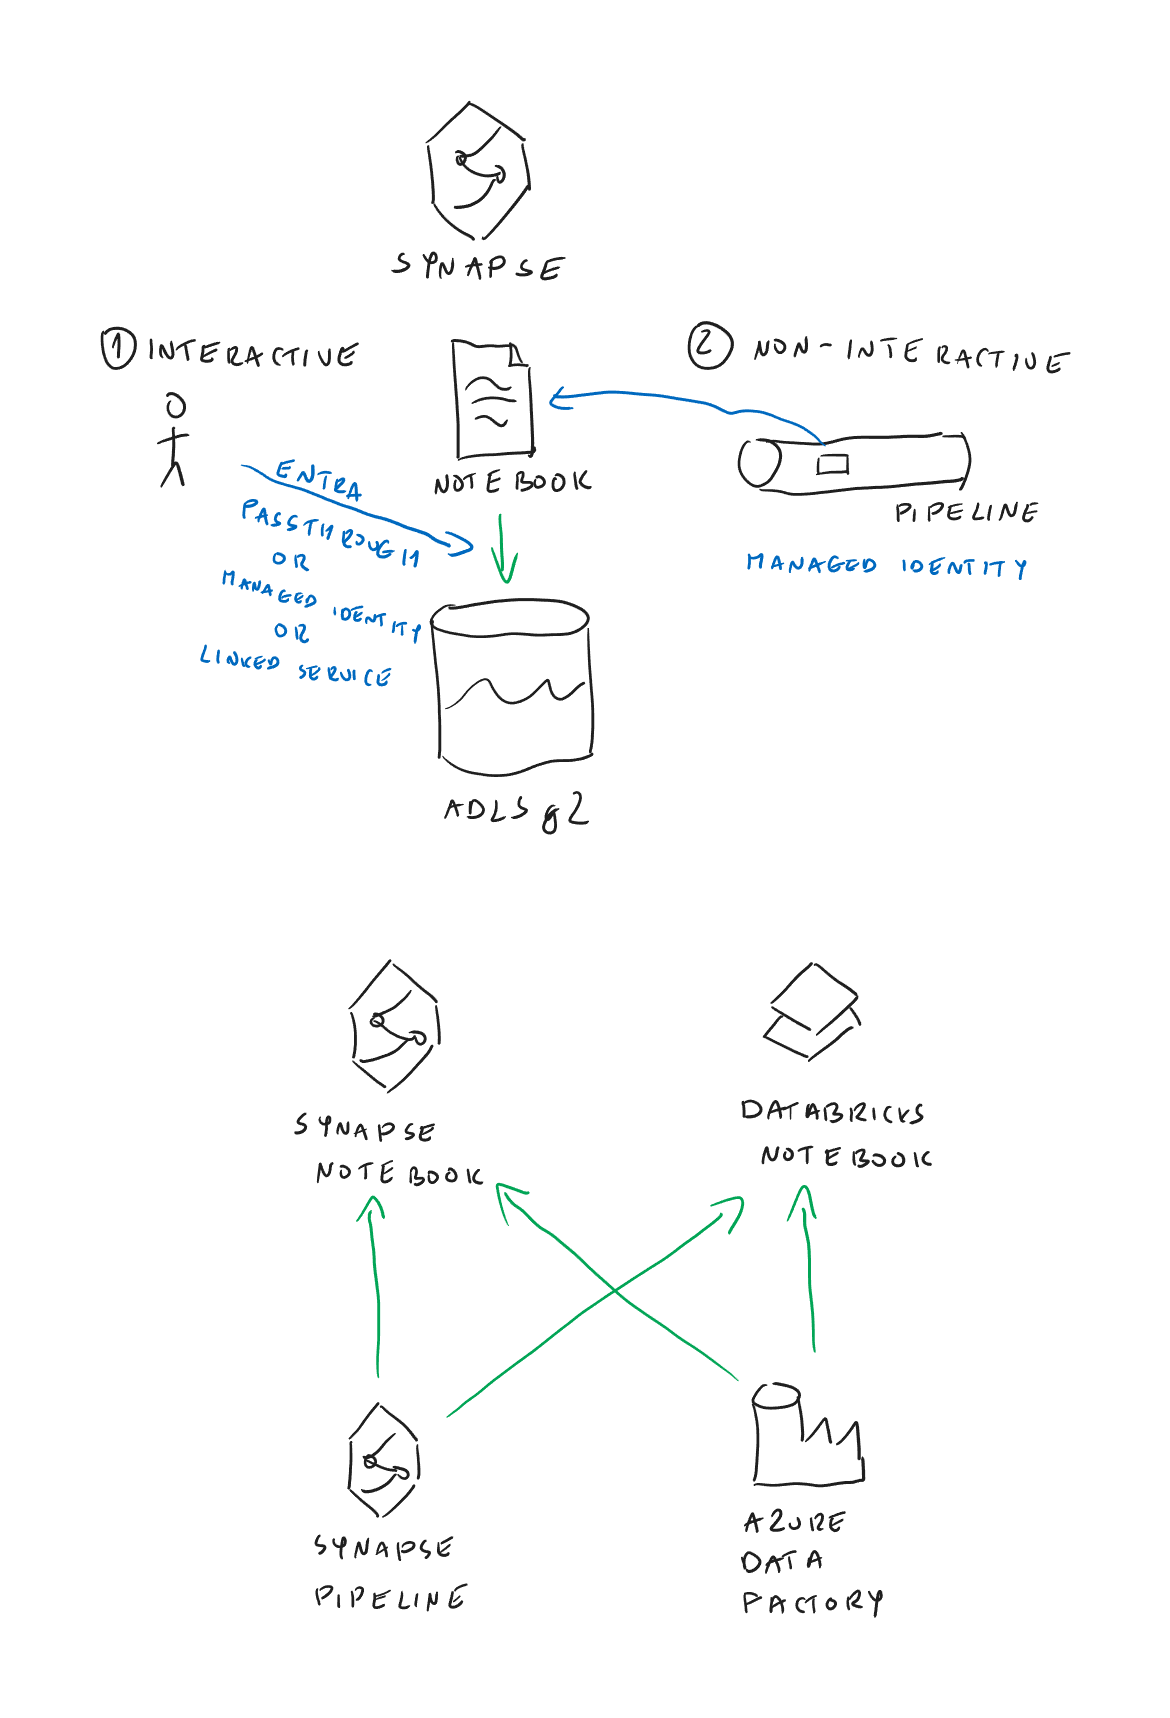 SYNAPSE
1 INTERACTIVE
2 NON-INTERACTIVE
NOTEBOOK
PIPELINE
MANAGED IDENTITY
ENTRA
PASSTHROUGH
OR
MANAGED IDENTITY
OR
LINKED SERVICE
ADLS g2
SYNAPSE
NOTEBOOK
DATABRICKS
NOTEBOOK
SYNAPSE
PIPELINE
AZURE
DATA
FACTORY